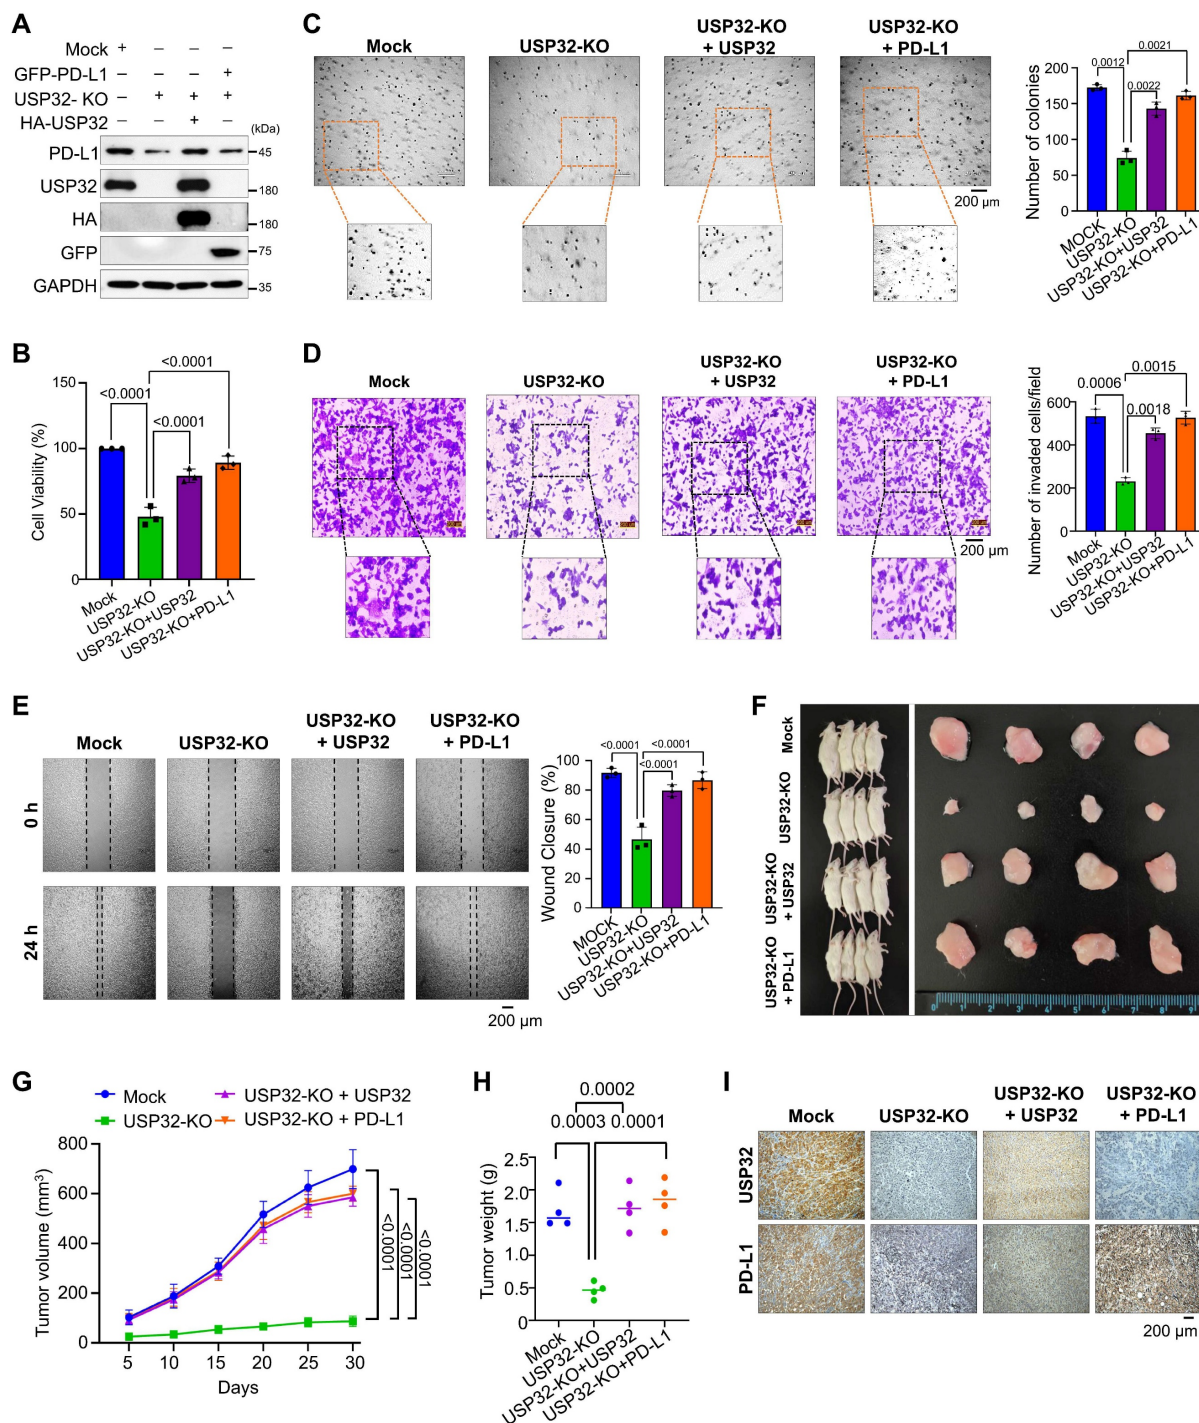 A
Mock + – – –
GFP-PD-L1 – – – +
USP32- KO – + + +
HA-USP32 +
(kDa)
PD-L1 45
USP32 180
HA 180
GFP 75
GAPDH 35
B
<0.0001
<0.0001
<0.0001
Cell Viability (%)
150
100
50
0
Mock
USP32-KO
USP32-KO+USP32
USP32-KO+PD-L1
C
Mock
USP32-KO
USP32-KO + USP32
USP32-KO + PD-L1
200 µm
Number of colonies
200
150
100
50
0
0.0021
0.0012
0.0022
MOCK
USP32-KO
USP32-KO+USP32
USP32-KO+PD-L1
D
Mock
USP32-KO
USP32-KO + USP32
USP32-KO + PD-L1
200 µm
Number of invaded cells/field
600
400
200
0
0.0015
0.0006
0.0018
Mock
USP32-KO
USP32-KO+USP32
USP32-KO+PD-L1
E
Mock
USP32-KO
USP32-KO + USP32
USP32-KO + PD-L1
0 h
24 h
200 µm
Wound Closure (%)
100
80
60
40
20
0
<0.0001
<0.0001
<0.0001
MOCK
USP32-KO
USP32-KO+USP32
USP32-KO+PD-L1
F
Mock
USP32-KO
USP32-KO + USP32
USP32-KO + PD-L1
0 1 2 3 4 5 6 7 8 9
G
Mock
USP32-KO
USP32-KO + USP32
USP32-KO + PD-L1
Tumor volume (mm³)
800
600
400
200
0
5 10 15 20 25 30
Days
<0.0001
<0.0001
<0.0001
H
0.0002
0.0003 0.0001
Tumor weight (g)
2.5
2.0
1.5
1.0
0.5
0
Mock
USP32-KO
USP32-KO+USP32
USP32-KO+PD-L1
I
Mock
USP32-KO
USP32-KO + USP32
USP32-KO + PD-L1
USP32
PD-L1
200 µm